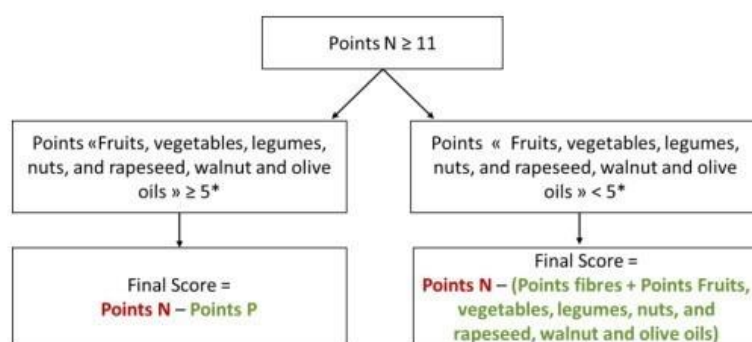 Points N ≥ 11
Points «Fruits, vegetables, legumes,
nuts, and rapeseed, walnut and olive
oils » ≥ 5*
Points « Fruits, vegetables, legumes,
nuts, and rapeseed, walnut and olive
oils » < 5*
Final Score =
Points N – Points P
Final Score =
Points N – (Points fibres + Points Fruits,
vegetables, legumes, nuts, and
rapeseed, walnut and olive oils)